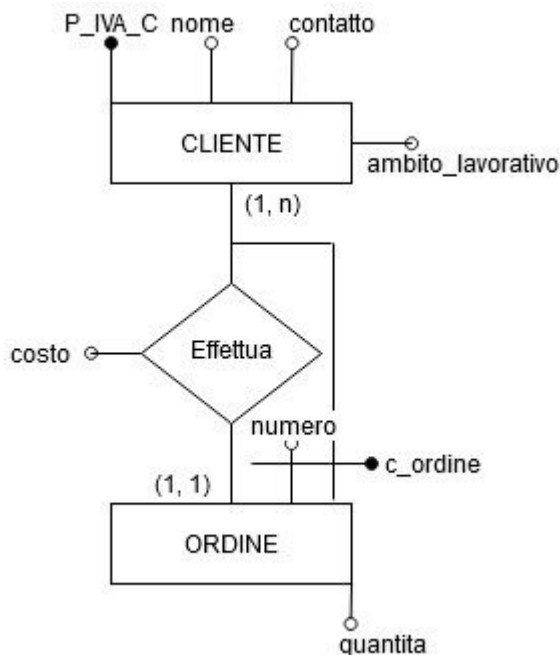 P_IVA_C nome contatto
CLIENTE
ambito_lavorativo
(1, n)
Effettua
costo
numero
c_ordine
(1, 1)
ORDINE
quantita